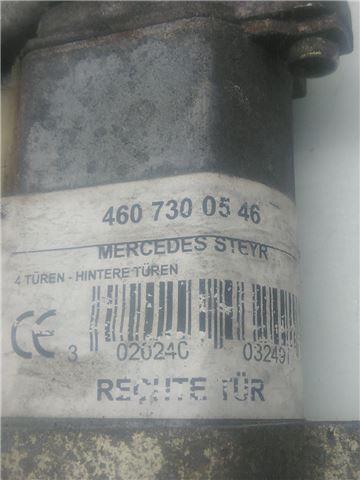 460 730 05 46
MERCEDES STEYR
4 TÜREN - HINTERE TÜREN
CE
3 020240 03249
RECHTE TÜR